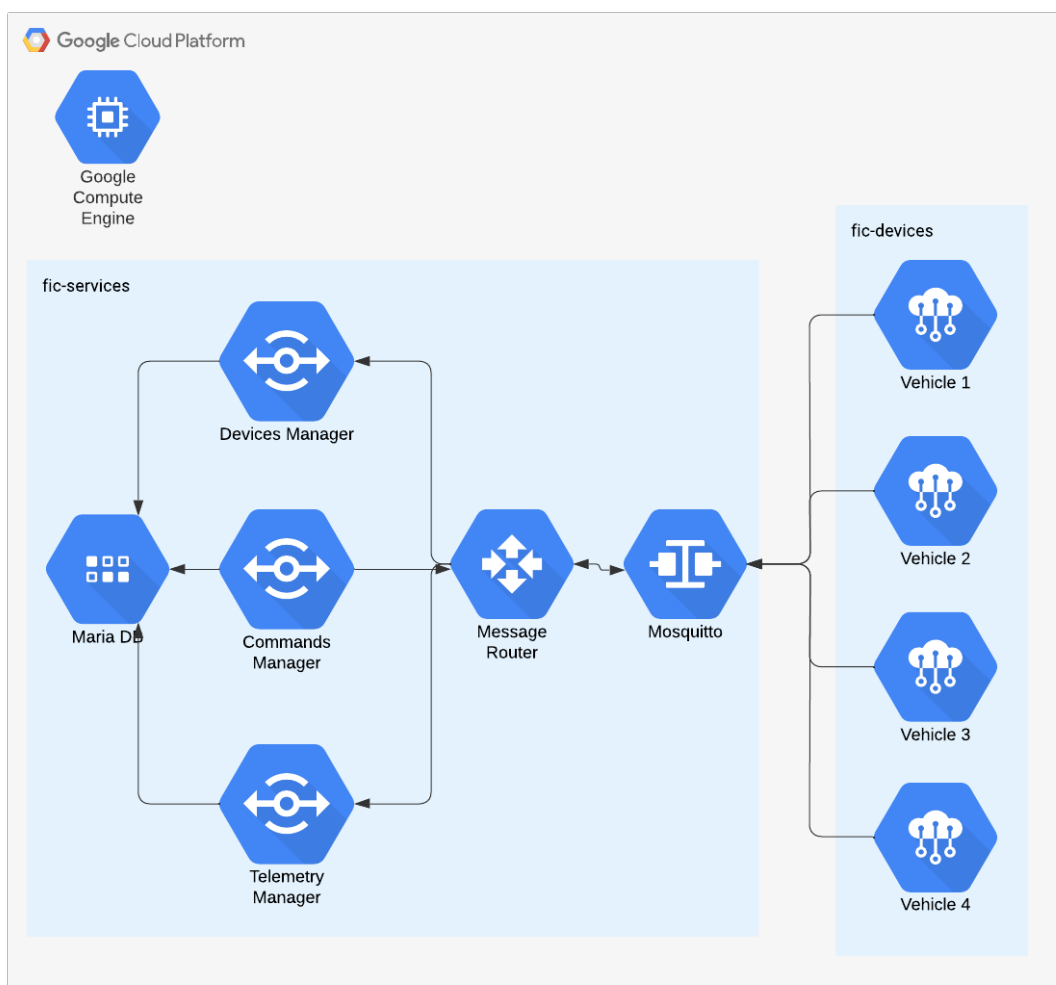 Google Cloud Platform
Google
Compute
Engine
fic-devices
fic-services
Vehicle 1
Devices Manager
Vehicle 2
Maria DB
Commands
Manager
Message
Router
Mosquitto
Vehicle 3
Telemetry
Manager
Vehicle 4